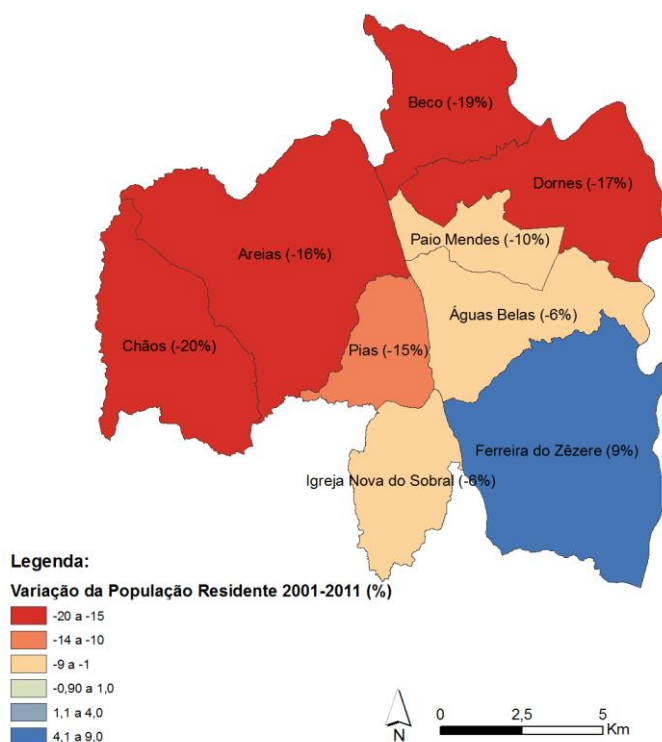 Beco (-19%)
Dornes (-17%)
Paio Mendes (-10%)
Areias (-16%)
Águas Belas (-6%)
Chãos (-20%)
Pias (-15%)
Ferreira do Zêzere (9%)
Igreja Nova do Sobral (-6%)
Legenda:
Variação da População Residente 2001-2011 (%)
-20 a -15
-14 a -10
-9 a -1
-0,90 a 1,0
1,1 a 4,0
4,1 a 9,0
N
0 2,5 5
Km